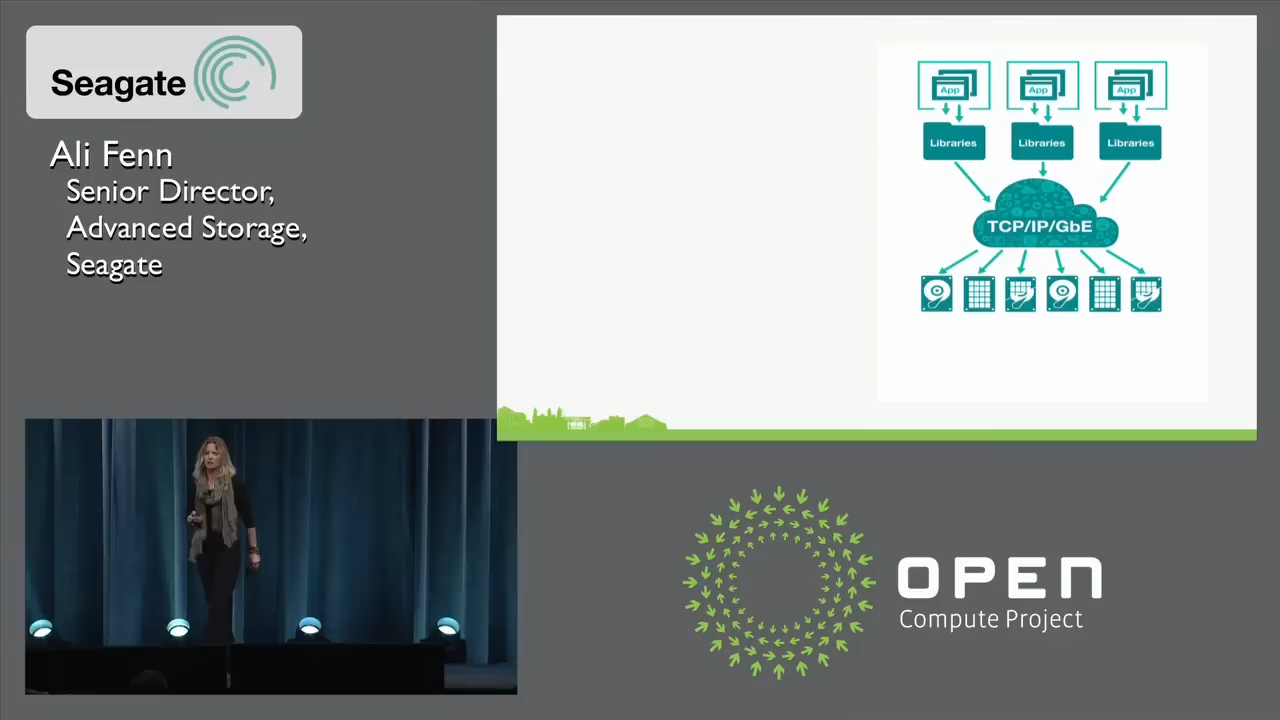 Seagate
Ali Fenn
Senior Director,
Advanced Storage,
Seagate
App App App
Libraries Libraries Libraries
TCP/IP/GbE
OPEN
Compute Project